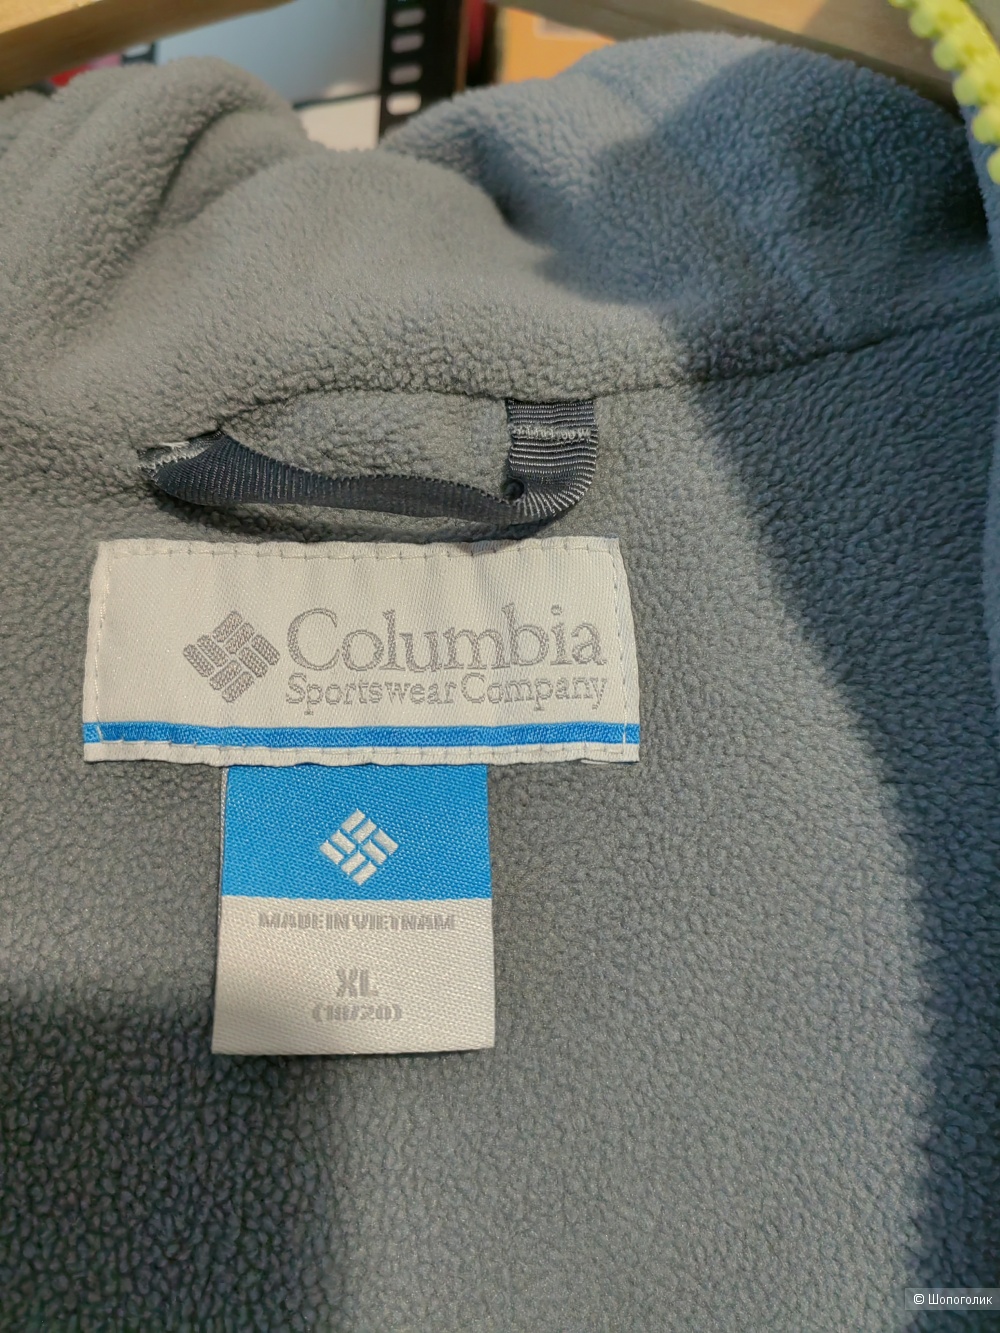 Columbia
Sportswear Company
MADE IN VIETNAM
XL
(18/20)
© Шопоголик